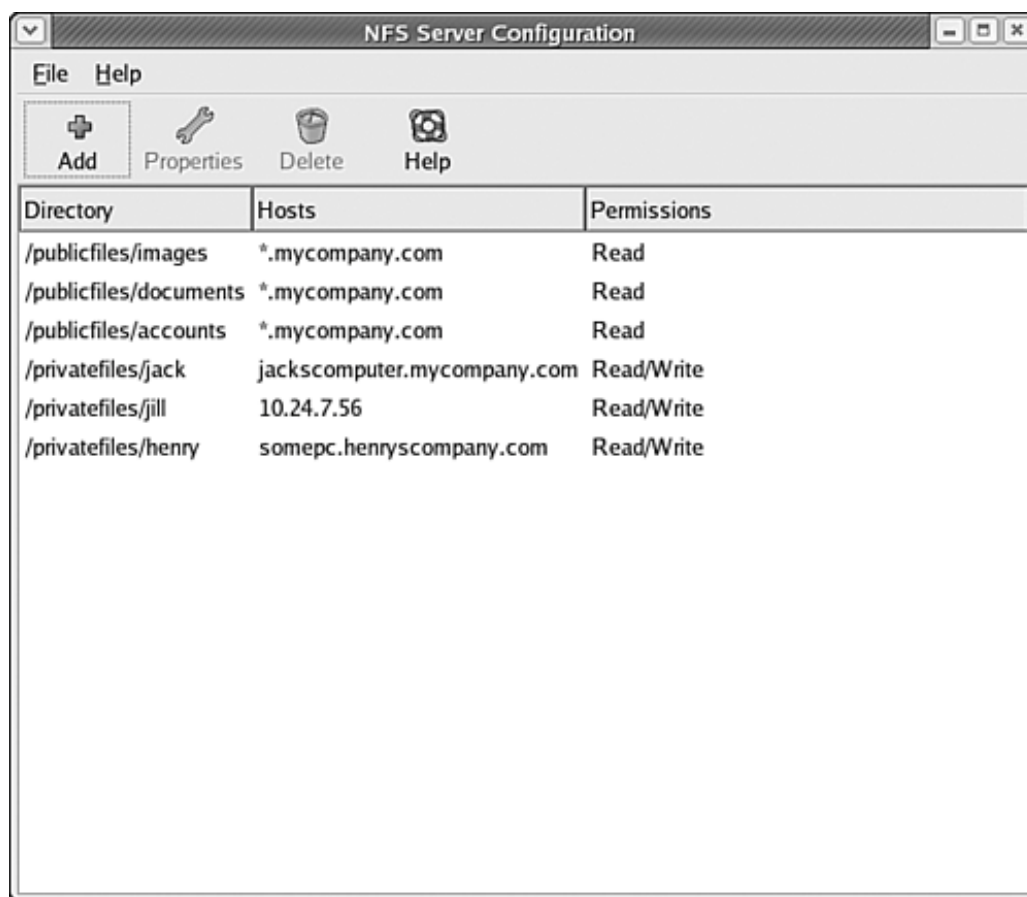 NFS Server Configuration
File Help
Add Properties Delete Help
Directory Hosts Permissions
/publicfiles/images *.mycompany.com Read
/publicfiles/documents *.mycompany.com Read
/publicfiles/accounts *.mycompany.com Read
/privatefiles/jack jackscomputer.mycompany.com Read/Write
/privatefiles/jill 10.24.7.56 Read/Write
/privatefiles/henry somepc.henryscompany.com Read/Write